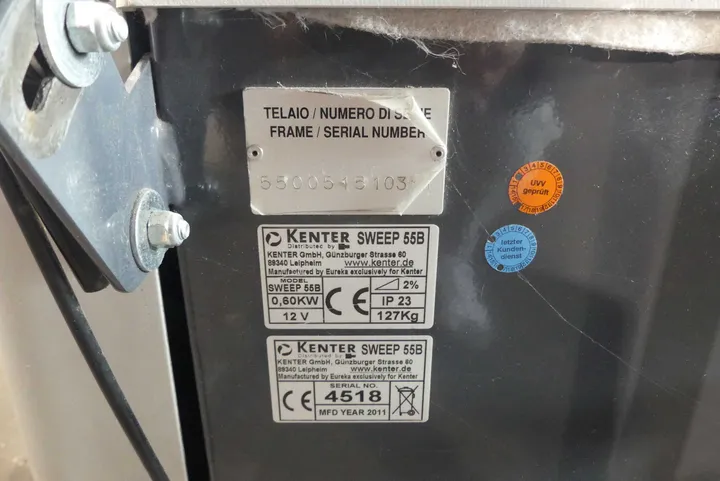 TELAIO / NUMERO DI SERIE
FRAME / SERIAL NUMBER
KENTER SWEEP 55B
Distributed by
KENTER GmbH, Günzburger Strasse 60
89340 Leipheim www.kenter.de
Manufactured by Eureka exclusively for Kenter
MODEL
SWEEP 55B
2%
0,60KW
CE
IP 23
12 V
127Kg
KENTER SWEEP 55B
Distributed by
KENTER GmbH, Günzburger Strasse 60
89340 Leipheim www.kenter.de
Manufactured by Eureka exclusively for Kenter
CE
SERIAL NO.
4518
MFD YEAR 2011
UVV
geprüft
letzter
Kunden-
dienst